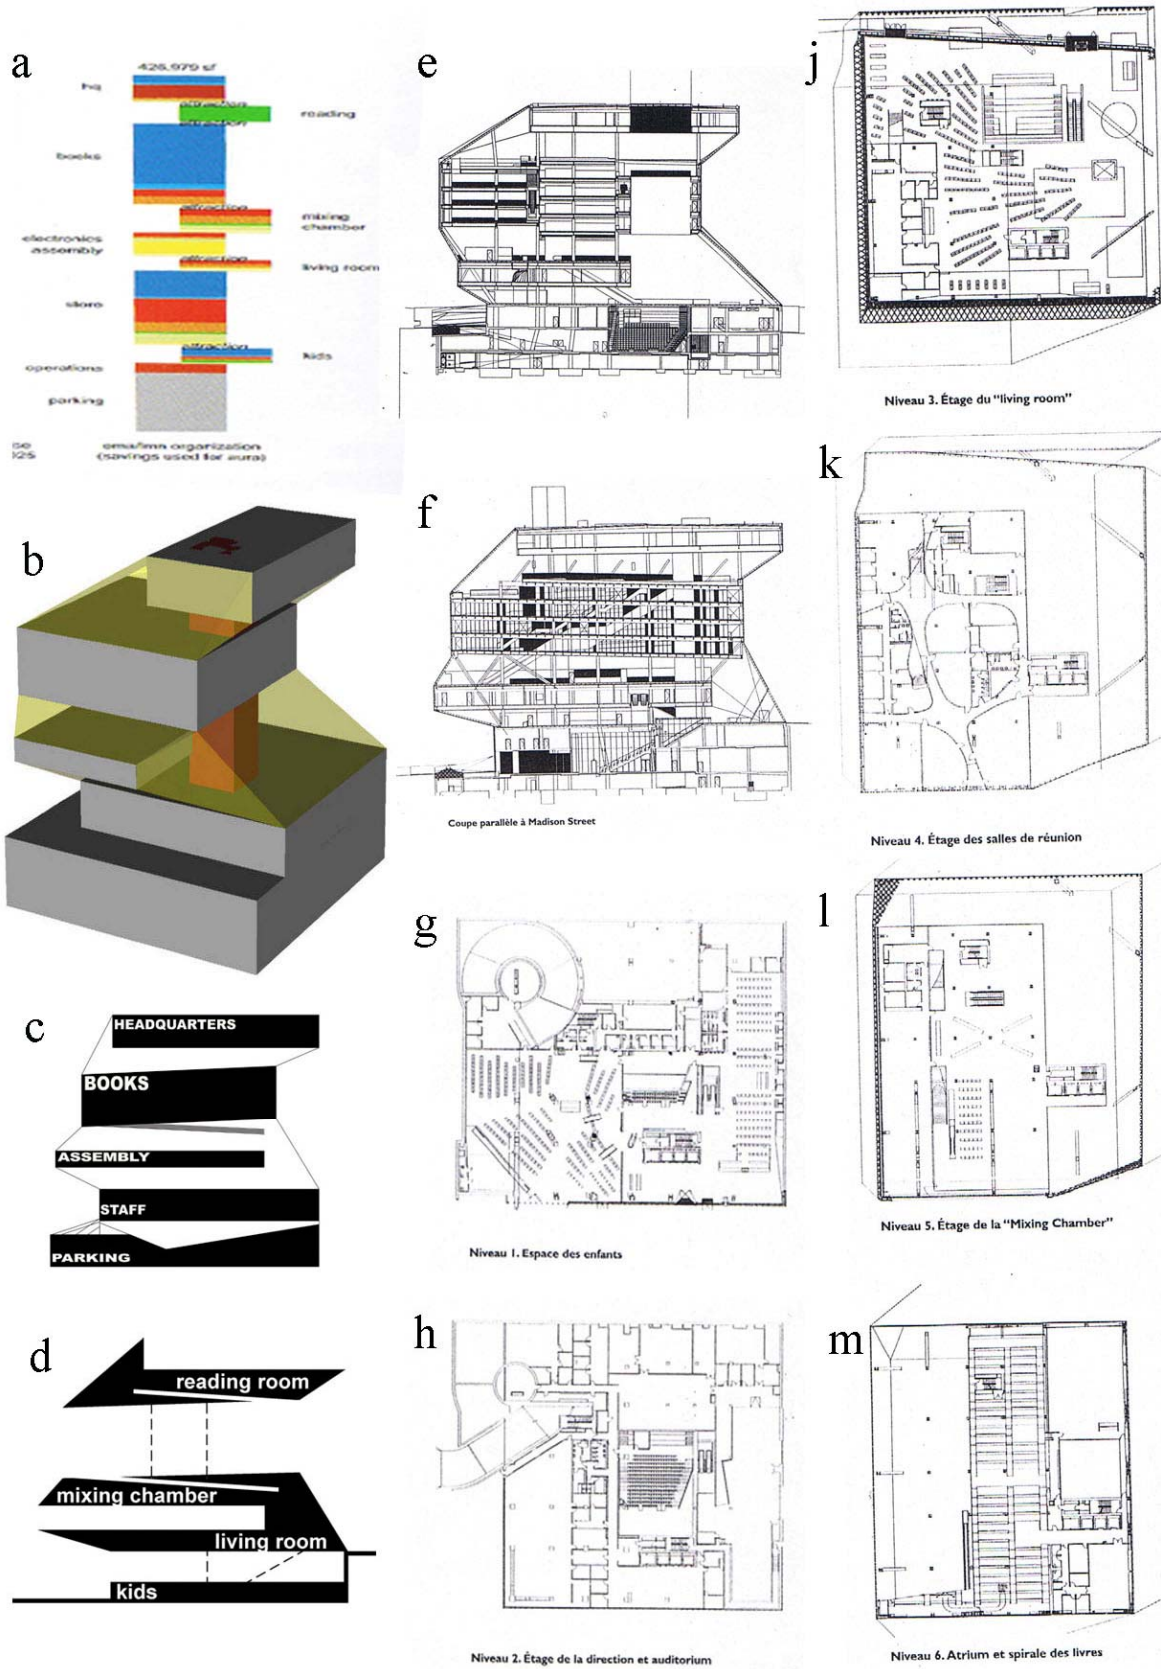 a
426,979 sf
hq
attraction
reading
attraction
books
attraction
mixing
chamber
electronics
assembly
attraction
living room
store
attraction
kids
operations
parking
oma/lmn organization
(savings used for aura)
b
c
HEADQUARTERS
BOOKS
ASSEMBLY
STAFF
PARKING
d
reading room
mixing chamber
living room
kids
e
f
Coupe parallèle à Madison Street
g
Niveau 1. Espace des enfants
h
Niveau 2. Étage de la direction et auditorium
j
Niveau 3. Étage du "living room"
k
Niveau 4. Étage des salles de réunion
l
Niveau 5. Étage de la "Mixing Chamber"
m
Niveau 6. Atrium et spirale des livres